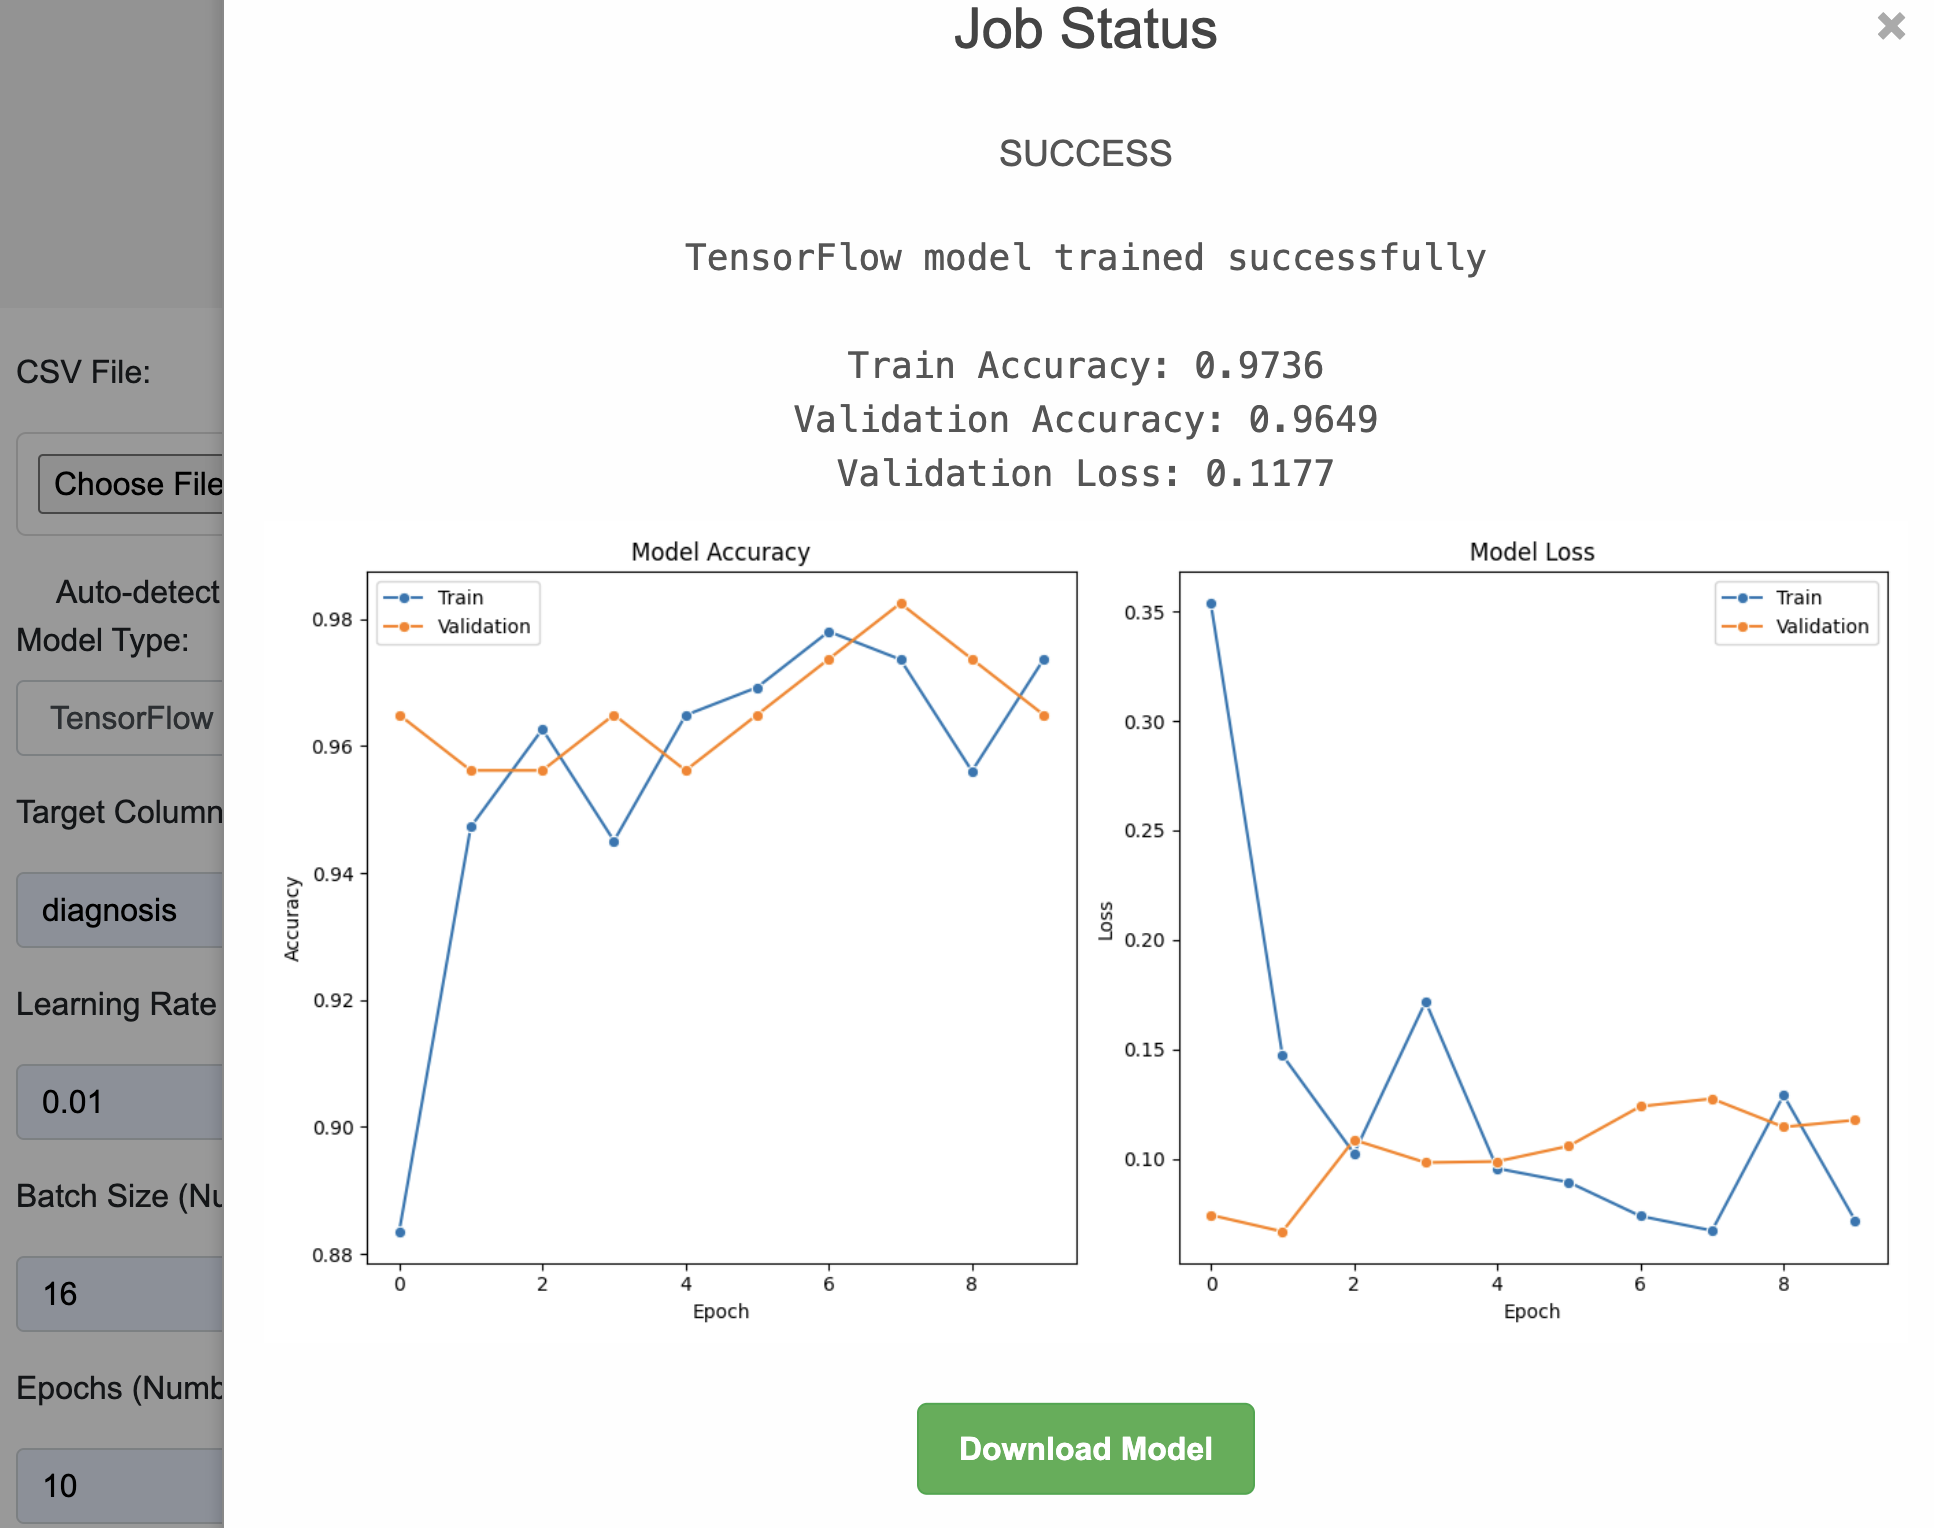 Job Status
✖
SUCCESS
TensorFlow model trained successfully
Train Accuracy: 0.9736
Validation Accuracy: 0.9649
Validation Loss: 0.1177
CSV File:
Choose File
Auto-detect
Model Type:
TensorFlow
Target Column
diagnosis
Learning Rate
0.01
Batch Size
16
Epochs
10
Model Accuracy
Train
Validation
0.98
0.96
0.94
0.92
0.90
0.88
Accuracy
0 2 4 6 8
Epoch
Model Loss
Train
Validation
0.35
0.30
0.25
0.20
0.15
0.10
Loss
0 2 4 6 8
Epoch
Download Model